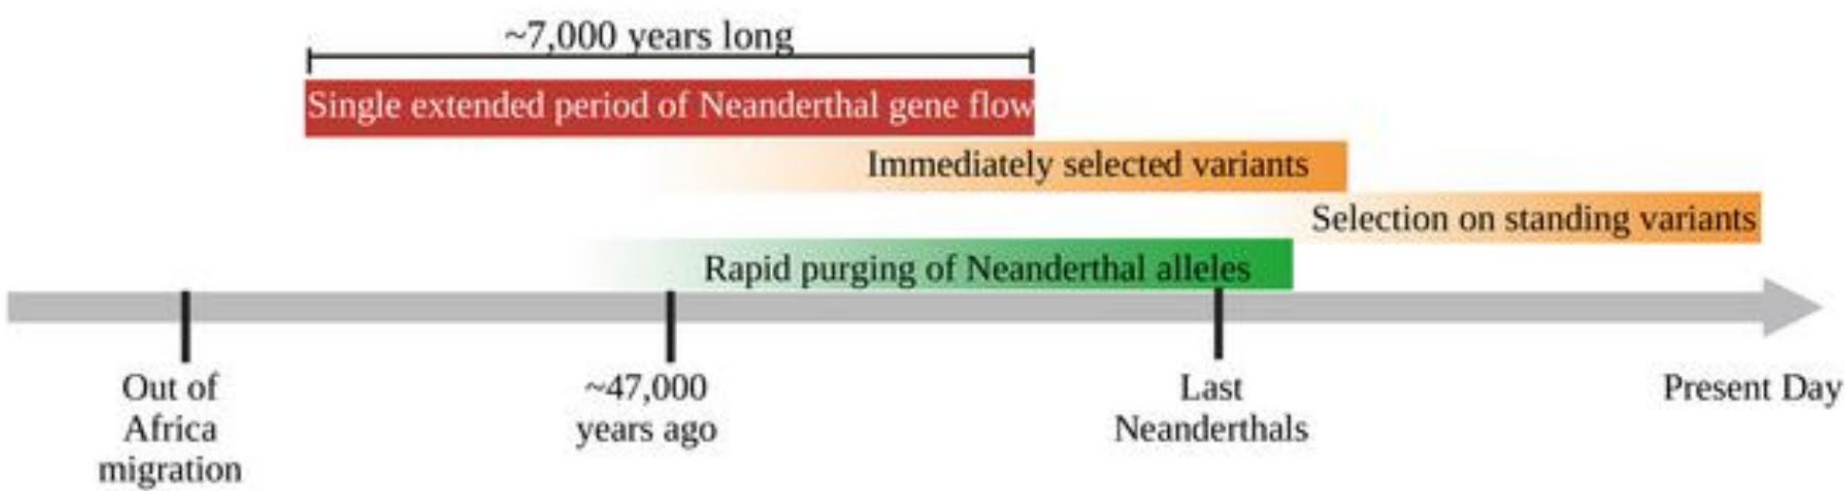 ~7,000 years long
Single extended period of Neanderthal gene flow
Immediately selected variants
Selection on standing variants
Rapid purging of Neanderthal alleles
Out of
Africa
migration
~47,000
years ago
Last
Neanderthals
Present Day